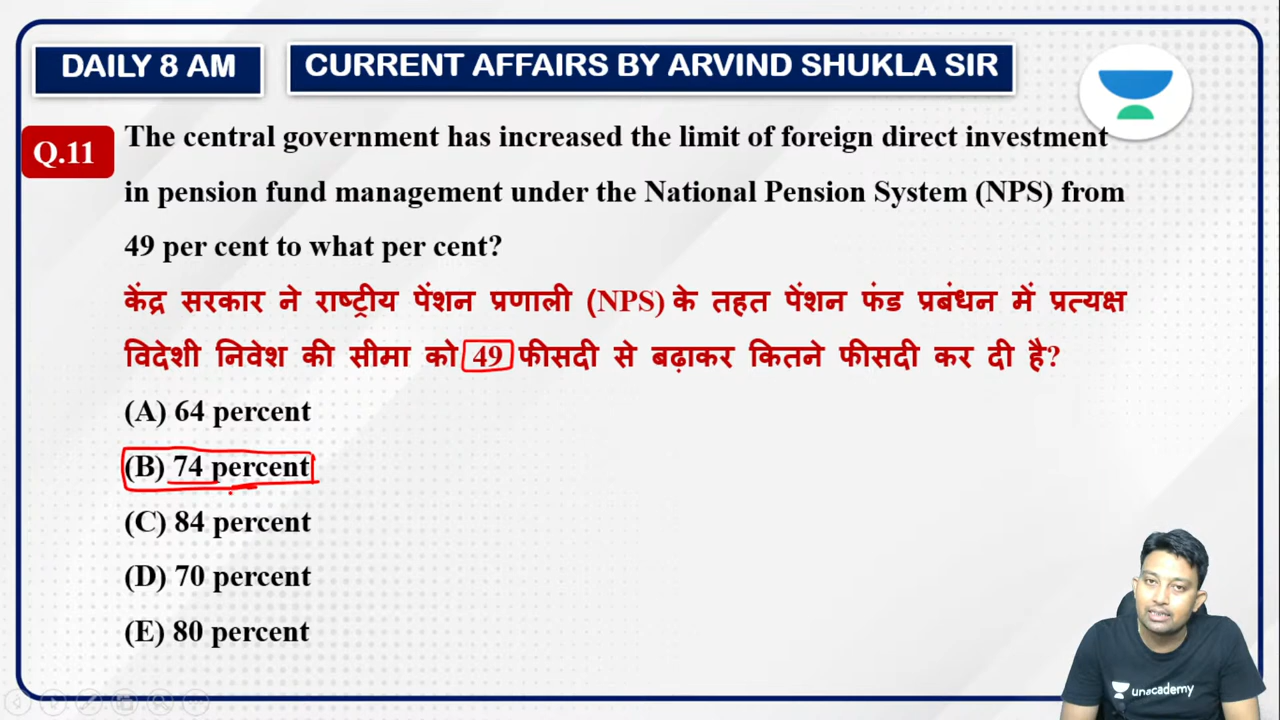 DAILY 8 AM
CURRENT AFFAIRS BY ARVIND SHUKLA SIR
Q.11
The central government has increased the limit of foreign direct investment
in pension fund management under the National Pension System (NPS) from
49 per cent to what per cent?
केंद्र सरकार ने राष्ट्रीय पेंशन प्रणाली (NPS) के तहत पेंशन फंड प्रबंधन में प्रत्यक्ष
विदेशी निवेश की सीमा को 49 फीसदी से बढ़ाकर कितने फीसदी कर दी है?
(A) 64 percent
(B) 74 percent
(C) 84 percent
(D) 70 percent
(E) 80 percent
unacademy